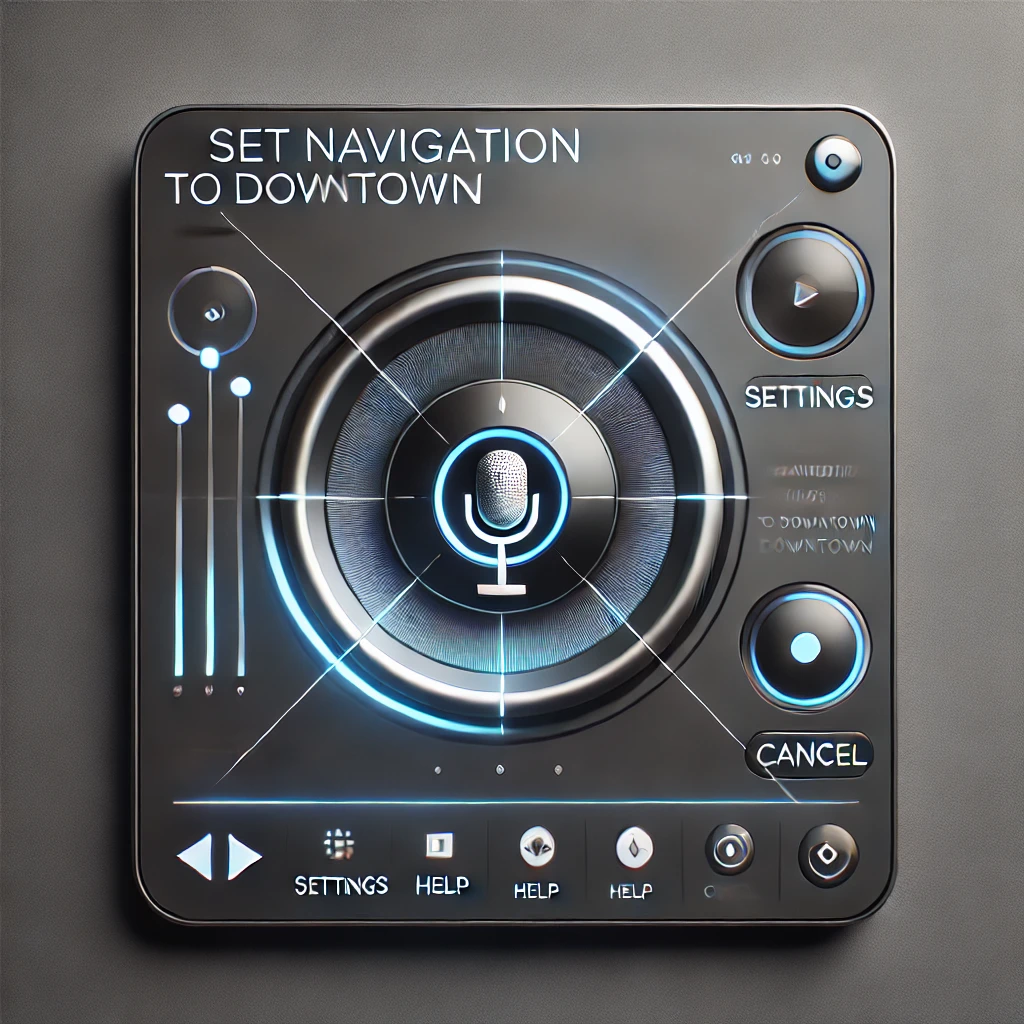 SET NAVIGATION
TO DOWNTOWN
SETTINGS
TO DOWNTOWN
DOWNTOWN
CANCEL
SETTINGS
HELP
HELP
HELP